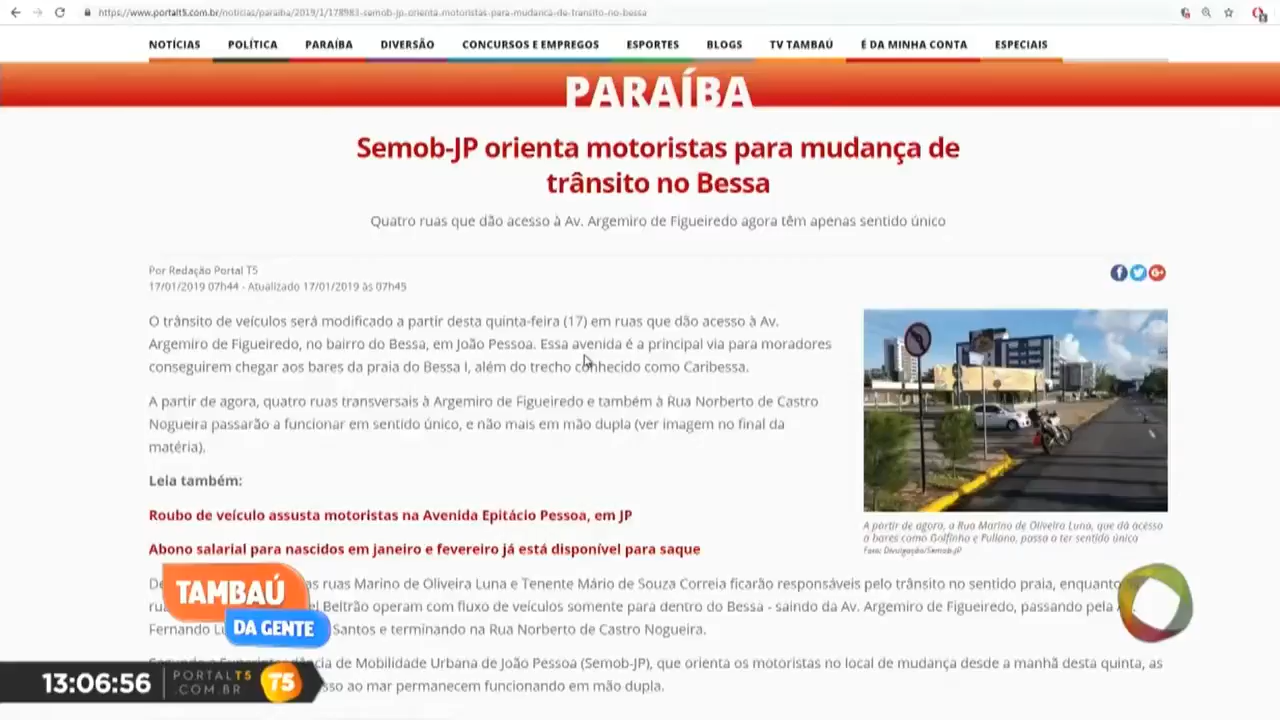 https://www.portalt5.com.br/noticias/paraiba/2019/1/178983-semob-jp-orienta-motoristas-para-mudanca-de-transito-no-bessa
NOTÍCIAS POLÍTICA PARAÍBA DIVERSÃO CONCURSOS E EMPREGOS ESPORTES BLOGS TV TAMBAÚ É DA MINHA CONTA ESPECIAIS
PARAÍBA
Semob-JP orienta motoristas para mudança de
trânsito no Bessa
Quatro ruas que dão acesso à Av. Argemiro de Figueiredo agora têm apenas sentido único
Por Redação Portal T5
17/01/2019 07h44 - Atualizado 17/01/2019 às 07h45
O trânsito de veículos será modificado a partir desta quinta-feira (17) em ruas que dão acesso à Av.
Argemiro de Figueiredo, no bairro do Bessa, em João Pessoa. Essa avenida é a principal via para moradores
conseguirem chegar aos bares da praia do Bessa I, além do trecho conhecido como Caribessa.
A partir de agora, quatro ruas transversais à Argemiro de Figueiredo e também à Rua Norberto de Castro
Nogueira passarão a funcionar em sentido único, e não mais em mão dupla (ver imagem no final da
matéria).
Leia também:
Roubo de veículo assusta motoristas na Avenida Epitácio Pessoa, em JP
Abono salarial para nascidos em janeiro e fevereiro já está disponível para saque
A partir de agora, a Rua Marino de Oliveira Luna, que dá acesso
a bares como Golfinho e Puliano, passa a ter sentido único
Foto: Divulgação/Semob-JP
ruas Marino de Oliveira Luna e Tenente Mário de Souza Correia ficarão responsáveis pelo trânsito no sentido praia, enquanto
Beltrão operam com fluxo de veículos somente para dentro do Bessa - saindo da Av. Argemiro de Figueiredo, passando pela
Fernando Santos e terminando na Rua Norberto de Castro Nogueira.
de Mobilidade Urbana de João Pessoa (Semob-JP), que orienta os motoristas no local de mudança desde a manhã desta quinta, as
ao mar permanecem funcionando em mão dupla.
TAMBAÚ
DA GENTE
13:06:56
PORTAL T5
.COM.BR
T5